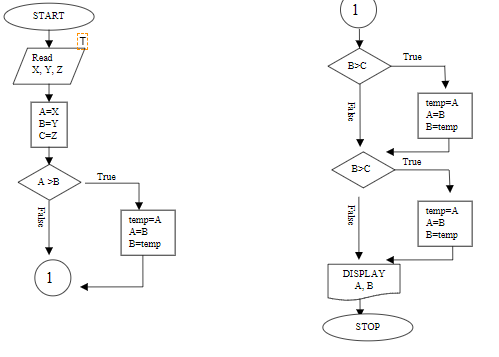 START
T
Read
X, Y, Z
A=X
B=Y
C=Z
A >B
True
False
temp=A
A=B
B=temp
1
1
B>C
True
False
temp=A
A=B
B=temp
B>C
True
False
temp=A
A=B
B=temp
DISPLAY
A, B
STOP